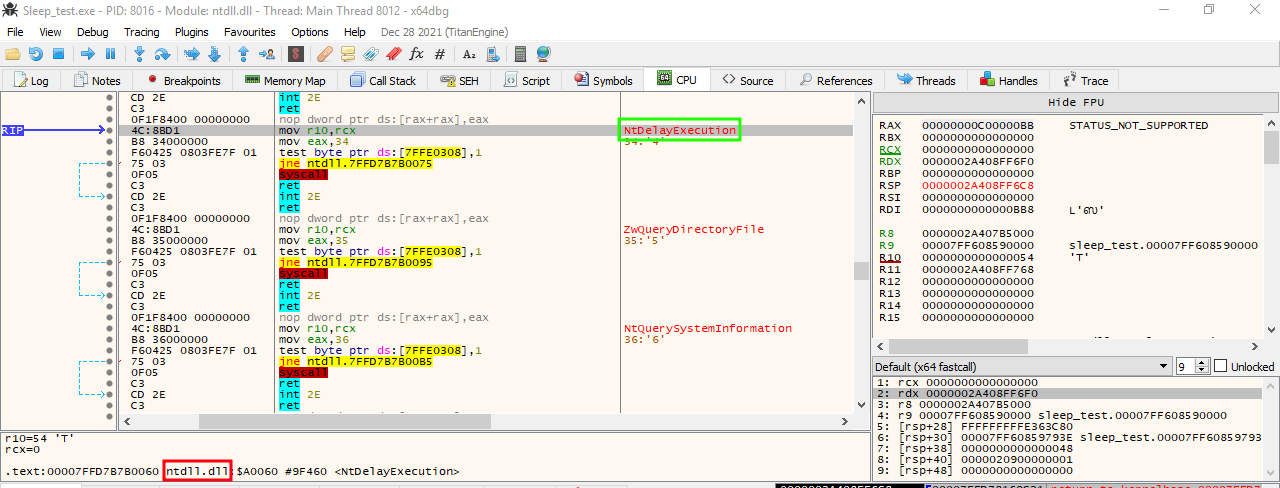 Sleep_test.exe - PID: 8016 - Module: ntdll.dll - Thread: Main Thread 8012 - x64dbg
File View Debug Tracing Plugins Favourites Options Help Dec 28 2021 (TitanEngine)
Log Notes Breakpoints Memory Map Call Stack SEH Script Symbols CPU Source References Threads Handles Trace
CD 2E int 2E
C3 ret
0F1F8400 00000000 nop dword ptr ds:[rax+rax],eax
RIP 4C:8BD1 mov r10,rcx NtDelayExecution
B8 34000000 mov eax,34 34:'4'
F60425 0803FE7F 01 test byte ptr ds:[7FFE0308],1
75 03 jne ntdll.7FFD7B7B0075
0F05 syscall
C3 ret
CD 2E int 2E
C3 ret
0F1F8400 00000000 nop dword ptr ds:[rax+rax],eax
4C:8BD1 mov r10,rcx ZwQueryDirectoryFile
B8 35000000 mov eax,35 35:'5'
F60425 0803FE7F 01 test byte ptr ds:[7FFE0308],1
75 03 jne ntdll.7FFD7B7B0095
0F05 syscall
C3 ret
CD 2E int 2E
C3 ret
0F1F8400 00000000 nop dword ptr ds:[rax+rax],eax
4C:8BD1 mov r10,rcx NtQuerySystemInformation
B8 36000000 mov eax,36 36:'6'
F60425 0803FE7F 01 test byte ptr ds:[7FFE0308],1
75 03 jne ntdll.7FFD7B7B00B5
0F05 syscall
C3 ret
CD 2E int 2E
C3 ret
Hide FPU
RAX 00000000C00000BB STATUS_NOT_SUPPORTED
RBX 0000000000000000
RCX 0000000000000000
RDX 0000002A408FF6F0
RBP 0000000000000000
RSP 0000002A408FF6C8
RSI 0000000000000000
RDI 0000000000000BB8
R8 0000002A407B5000
R9 00007FF608590000 sleep_test.00007FF608590000
R10 0000000000000054 'T'
R11 0000002A408FF768
R12 0000000000000000
R13 0000000000000000
R14 0000000000000000
R15 0000000000000000
Default (x64 fastcall) 9 Unlocked
1: rcx 0000000000000000
2: rdx 0000002A408FF6F0
3: r8 0000002A407B5000
4: r9 00007FF608590000 sleep_test.00007FF608590000
5: [rsp+28] FFFFFFFFFE363C80
6: [rsp+30] 00007FF60859793E sleep_test.00007FF60859793
7: [rsp+38] 0000000000000048
8: [rsp+40] 0000020900000001
9: [rsp+48] 0000000000000000
r10=54 'T'
rcx=0
.text:00007FFD7B7B0060 ntdll.dll:$A0060 #9F460 <NtDelayExecution>